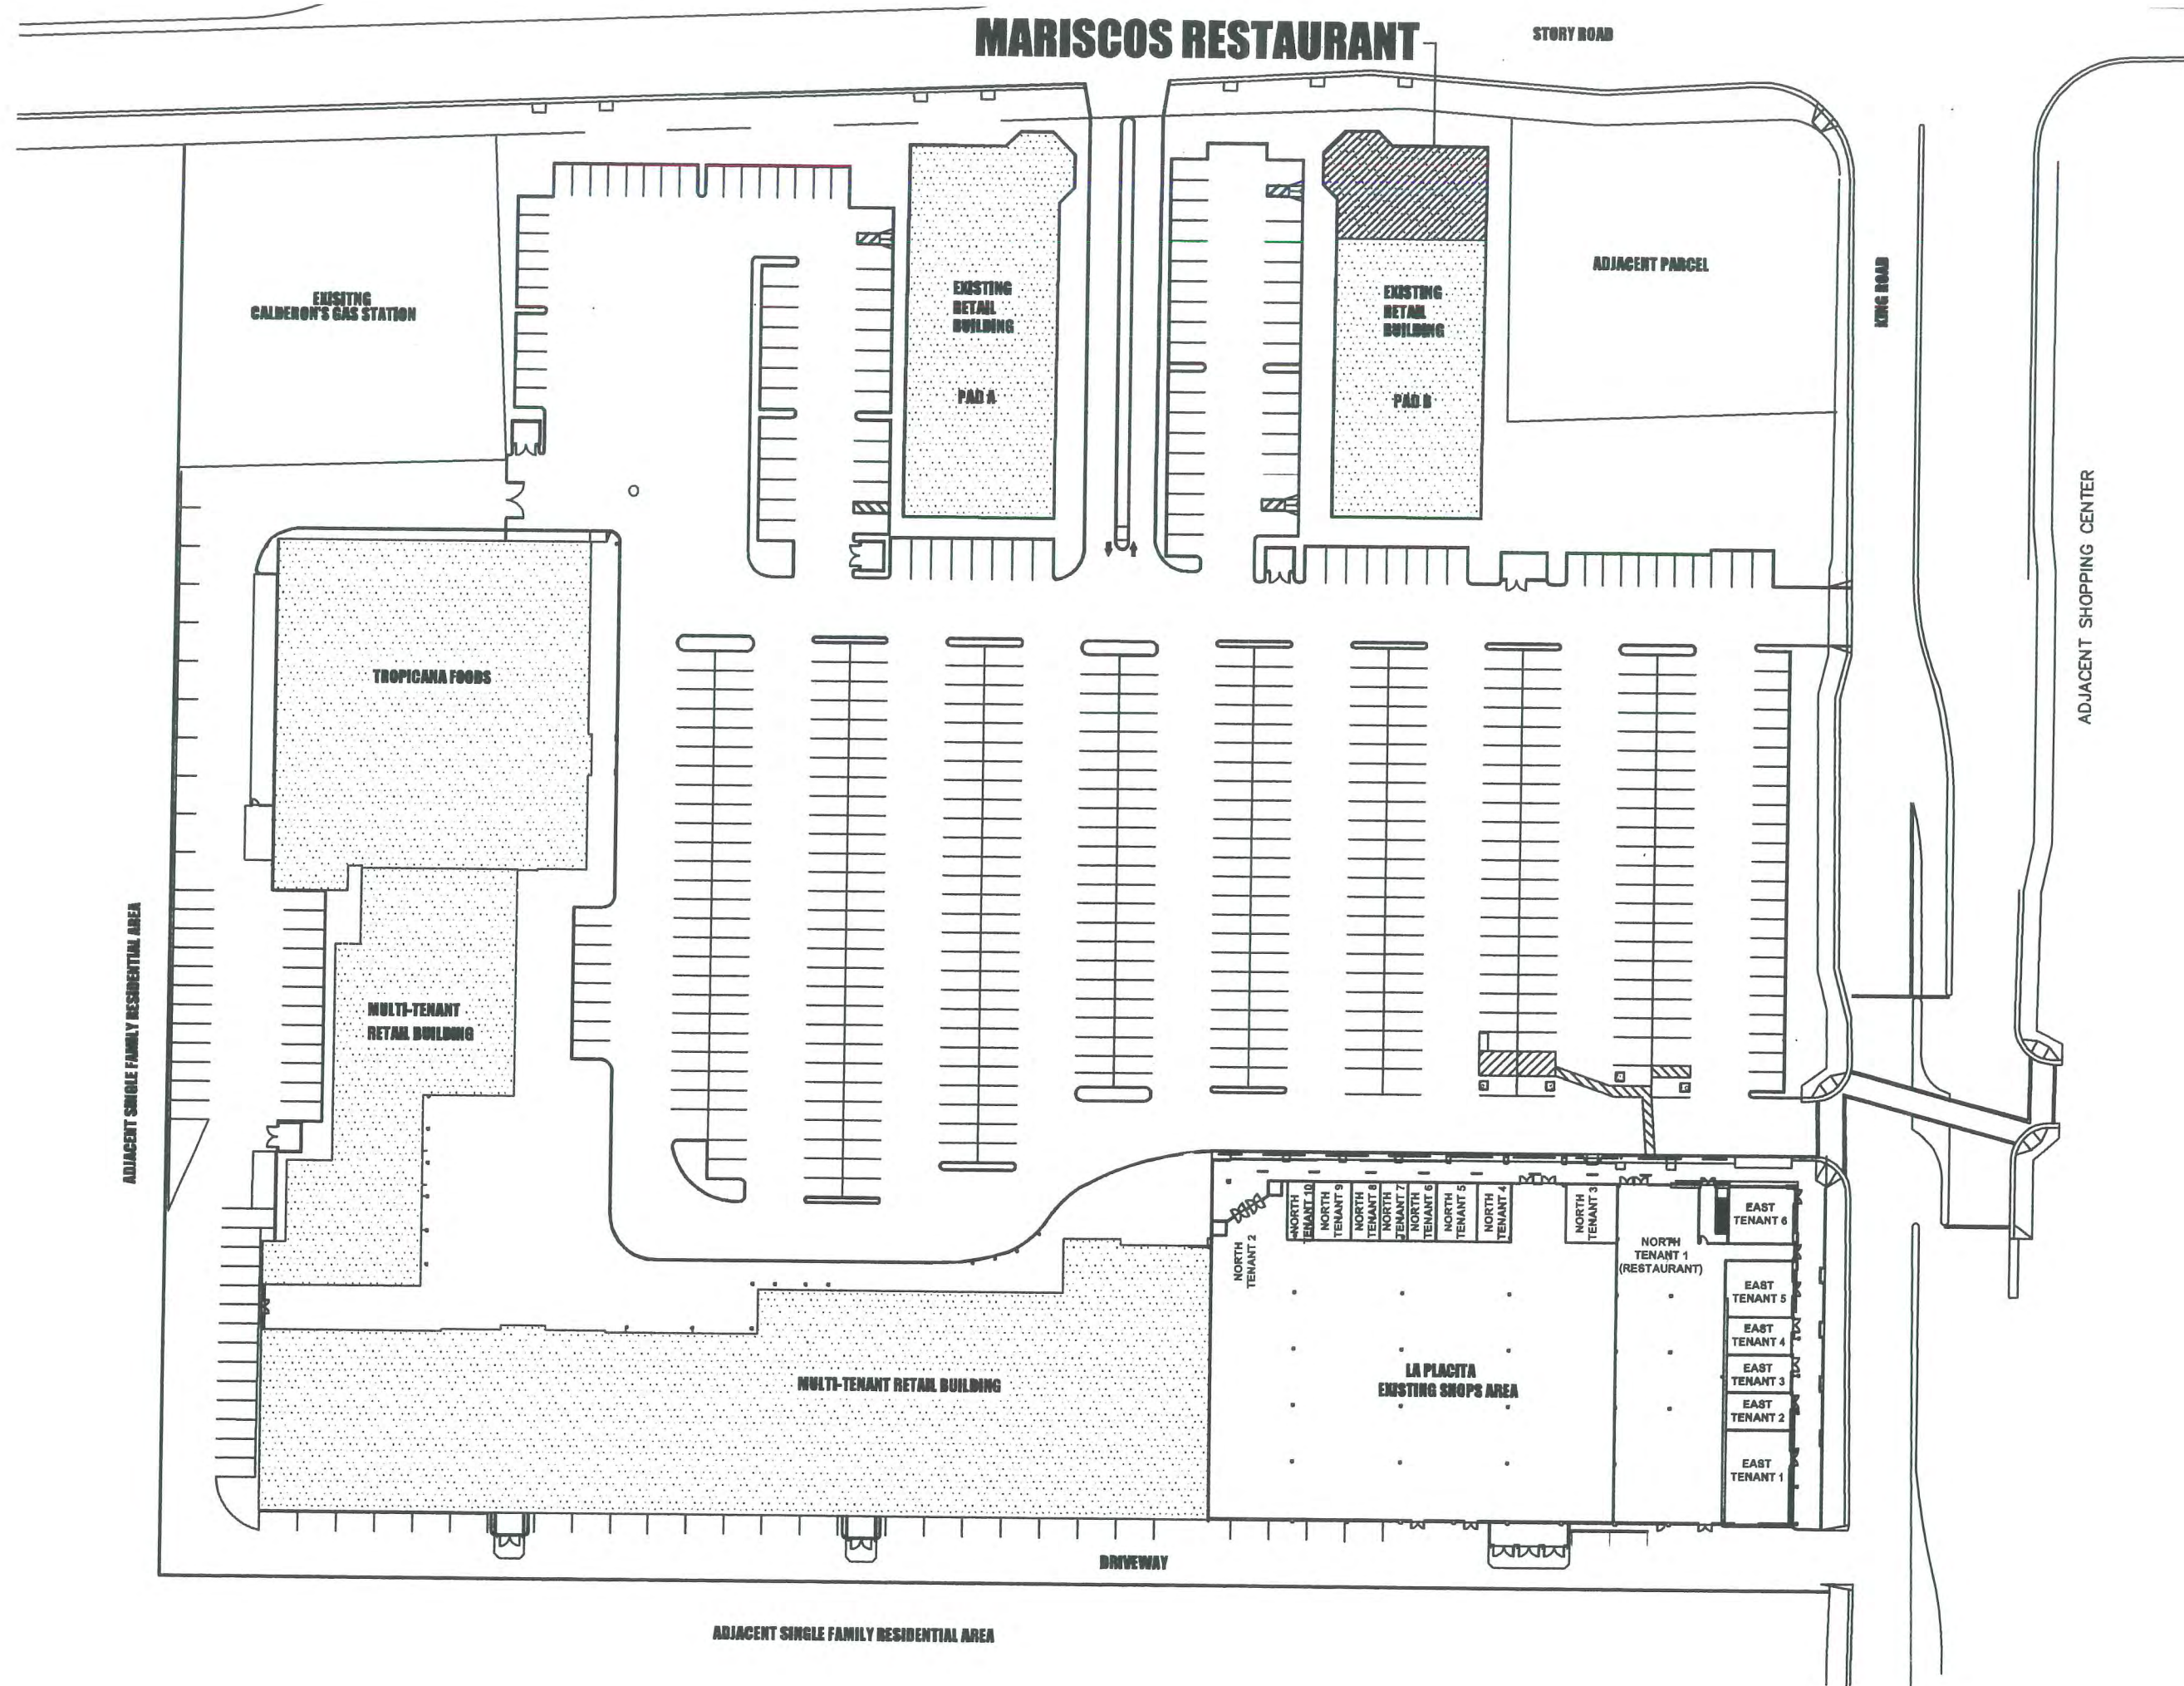 MARISCOS RESTAURANT
STORY ROAD
EXISITNG
CALDERON'S GAS STATION
EXISTING
RETAIL
BUILDING
PAD A
EXISTING
RETAIL
BUILDING
PAD B
ADJACENT PARCEL
KING ROAD
ADJACENT SHOPPING CENTER
TROPICANA FOODS
ADJACENT SINGLE FAMILY RESIDENTIAL AREA
MULTI-TENANT
RETAIL BUILDING
NORTH
TENANT 2
NORTH
TENANT 10
NORTH
TENANT 9
NORTH
TENANT 8
NORTH
TENANT 7
NORTH
TENANT 6
NORTH
TENANT 5
NORTH
TENANT 4
NORTH
TENANT 3
NORTH
TENANT 1
(RESTAURANT)
EAST
TENANT 6
EAST
TENANT 5
EAST
TENANT 4
EAST
TENANT 3
EAST
TENANT 2
EAST
TENANT 1
MULTI-TENANT RETAIL BUILDING
LA PLACITA
EXISTING SHOPS AREA
DRIVEWAY
ADJACENT SINGLE FAMILY RESIDENTIAL AREA